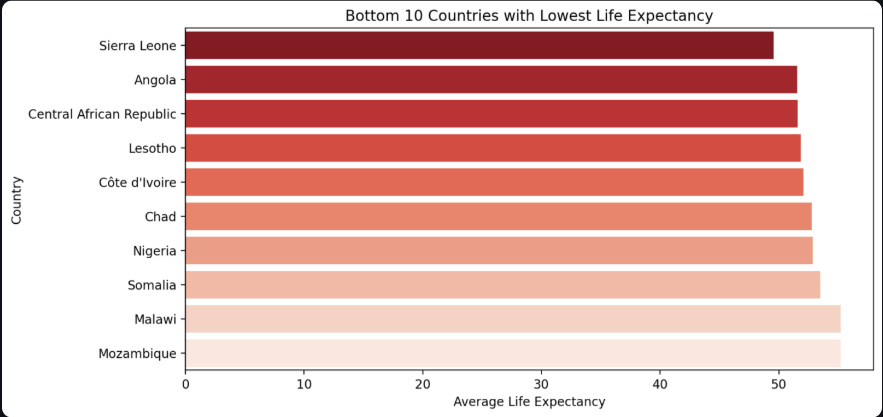 Bottom 10 Countries with Lowest Life Expectancy
Country
Sierra Leone
Angola
Central African Republic
Lesotho
Côte d'Ivoire
Chad
Nigeria
Somalia
Malawi
Mozambique
0 10 20 30 40 50
Average Life Expectancy